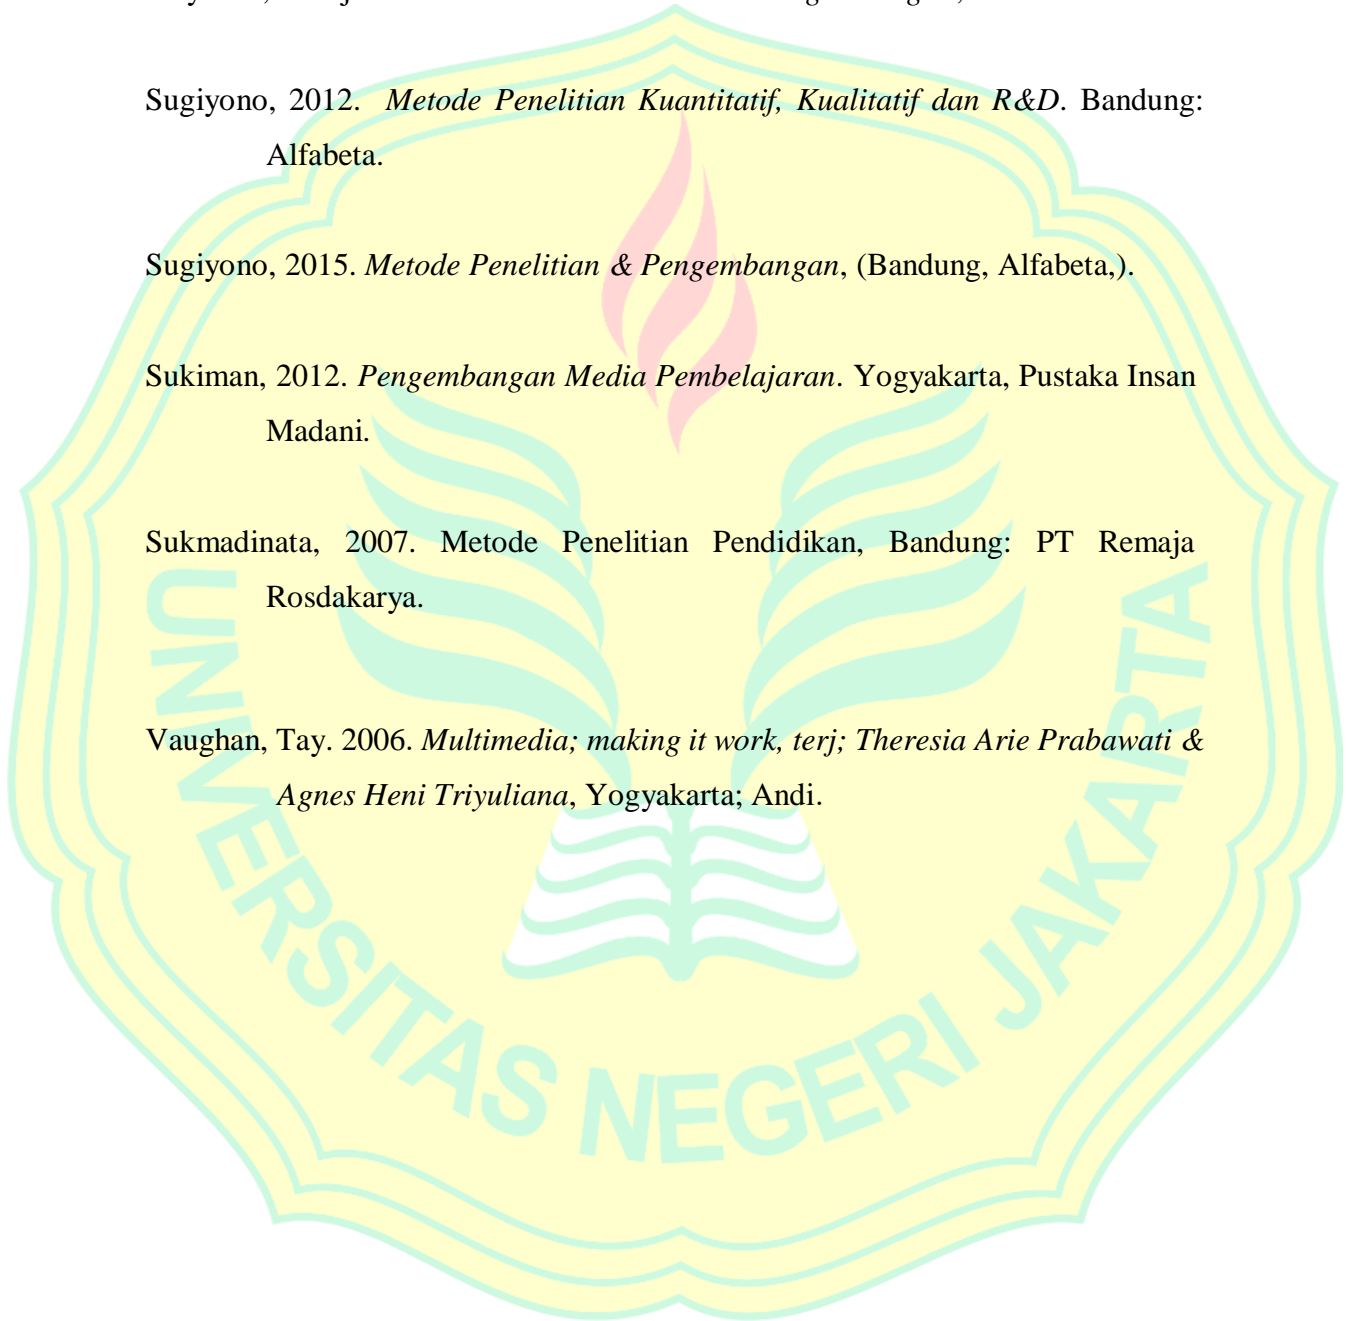 Sugiyono, 2012. Metode Penelitian Kuantitatif, Kualitatif dan R&D. Bandung:
Alfabeta.
Sugiyono, 2015. Metode Penelitian & Pengembangan, (Bandung, Alfabeta,).
Sukiman, 2012. Pengembangan Media Pembelajaran. Yogyakarta, Pustaka Insan
Madani.
Sukmadinata, 2007. Metode Penelitian Pendidikan, Bandung: PT Remaja
Rosdakarya.
Vaughan, Tay. 2006. Multimedia; making it work, terj; Theresia Arie Prabawati &
Agnes Heni Triyuliana, Yogyakarta; Andi.
UNIVERSITAS NEGERI JAKARTA